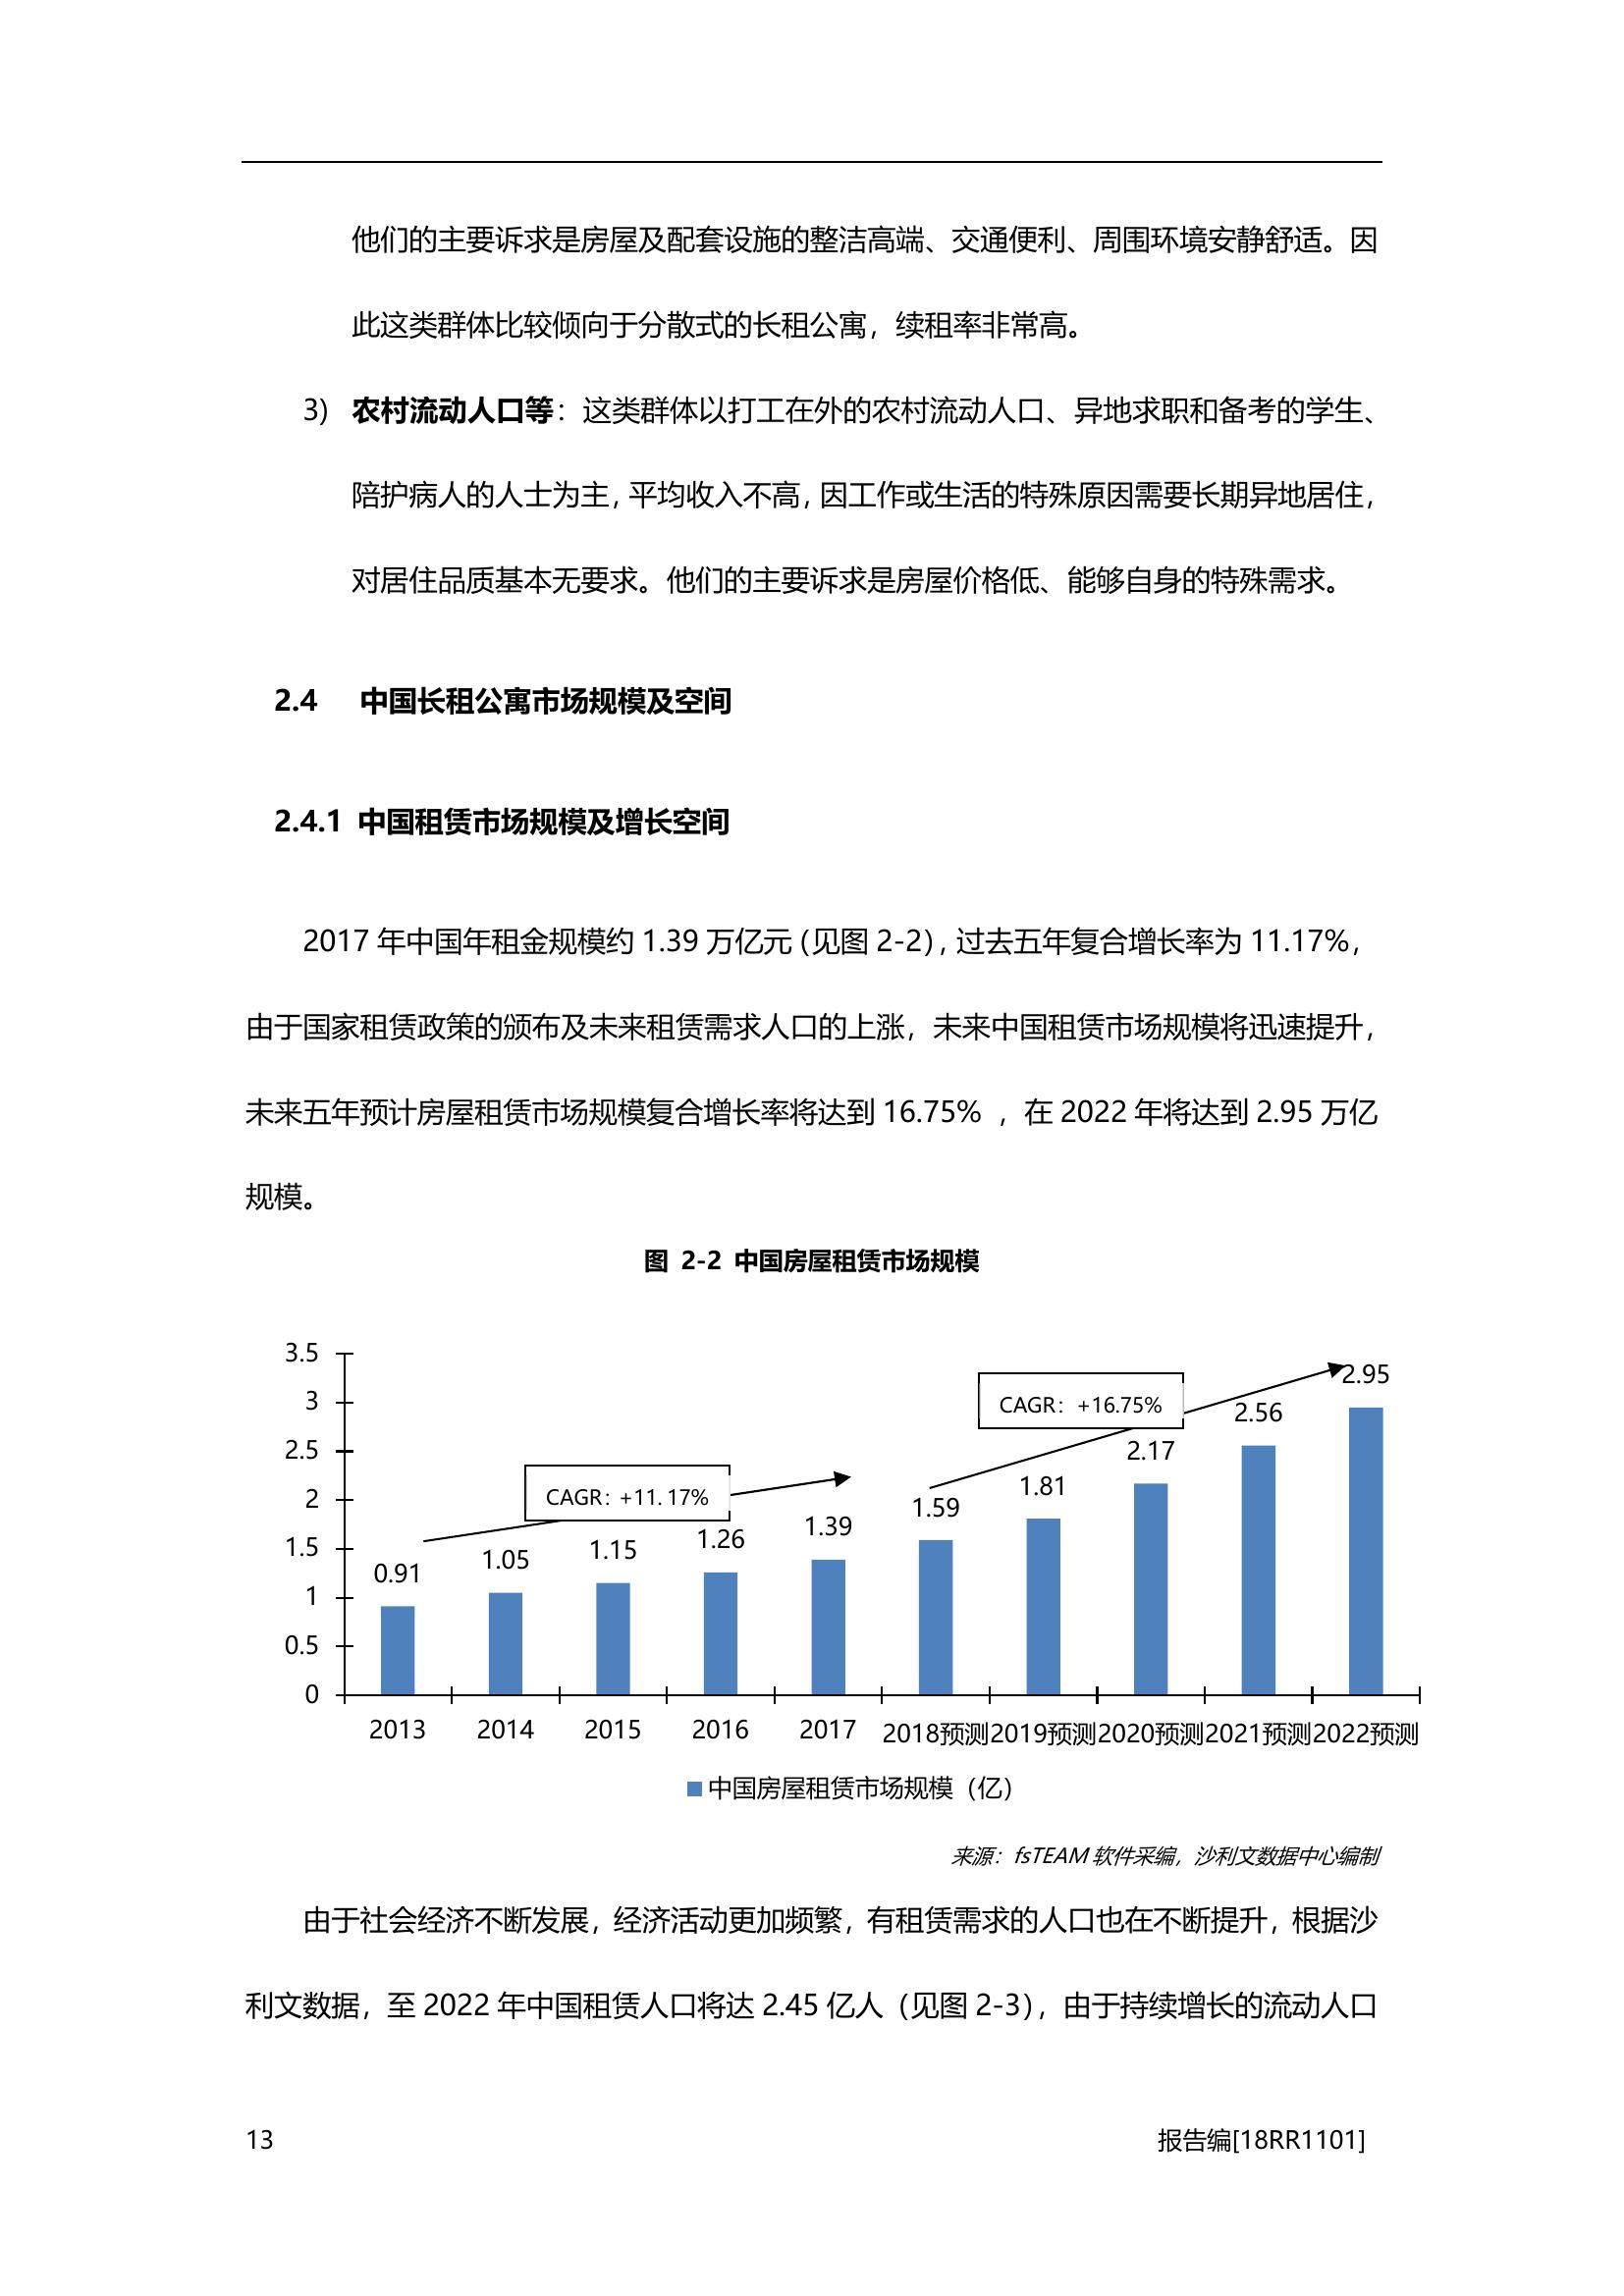 他们的主要诉求是房屋及配套设施的整洁高端、交通便利、周围环境安静舒适。因
此这类群体比较倾向于分散式的长租公寓，续租率非常高。
3) 农村流动人口等：这类群体以打工在外的农村流动人口、异地求职和备考的学生、
陪护病人的人士为主，平均收入不高，因工作或生活的特殊原因需要长期异地居住，
对居住品质基本无要求。他们的主要诉求是房屋价格低、能够自身的特殊需求。
2.4 中国长租公寓市场规模及空间
2.4.1 中国租赁市场规模及增长空间
2017 年中国年租金规模约 1.39 万亿元（见图 2-2），过去五年复合增长率为 11.17%，
由于国家租赁政策的颁布及未来租赁需求人口的上涨，未来中国租赁市场规模将迅速提升，
未来五年预计房屋租赁市场规模复合增长率将达到 16.75% ，在 2022 年将达到 2.95 万亿
规模。
图 2-2 中国房屋租赁市场规模
3.5
3
2.5
2
1.5
1
0.5
0
CAGR：+11.17%
CAGR：+16.75%
0.91
1.05
1.15
1.26
1.39
1.59
1.81
2.17
2.56
2.95
2013
2014
2015
2016
2017
2018预测
2019预测
2020预测
2021预测
2022预测
中国房屋租赁市场规模（亿）
来源：fsTEAM 软件采编，沙利文数据中心编制
由于社会经济不断发展，经济活动更加频繁，有租赁需求的人口也在不断提升，根据沙
利文数据，至 2022 年中国租赁人口将达 2.45 亿人（见图 2-3），由于持续增长的流动人口
13
报告编[18RR1101]